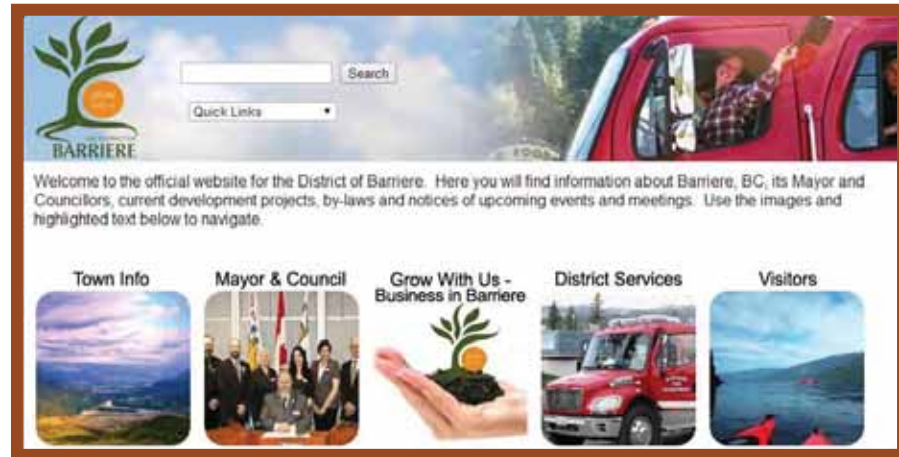 Search
Quick Links
BARRIERE
Welcome to the official website for the District of Barriere. Here you will find information about Barriere, BC, its Mayor and
Councillors, current development projects, by-laws and notices of upcoming events and meetings. Use the images and
highlighted text below to navigate.
Town Info
Mayor & Council
Grow With Us -
Business in Barriere
District Services
Visitors